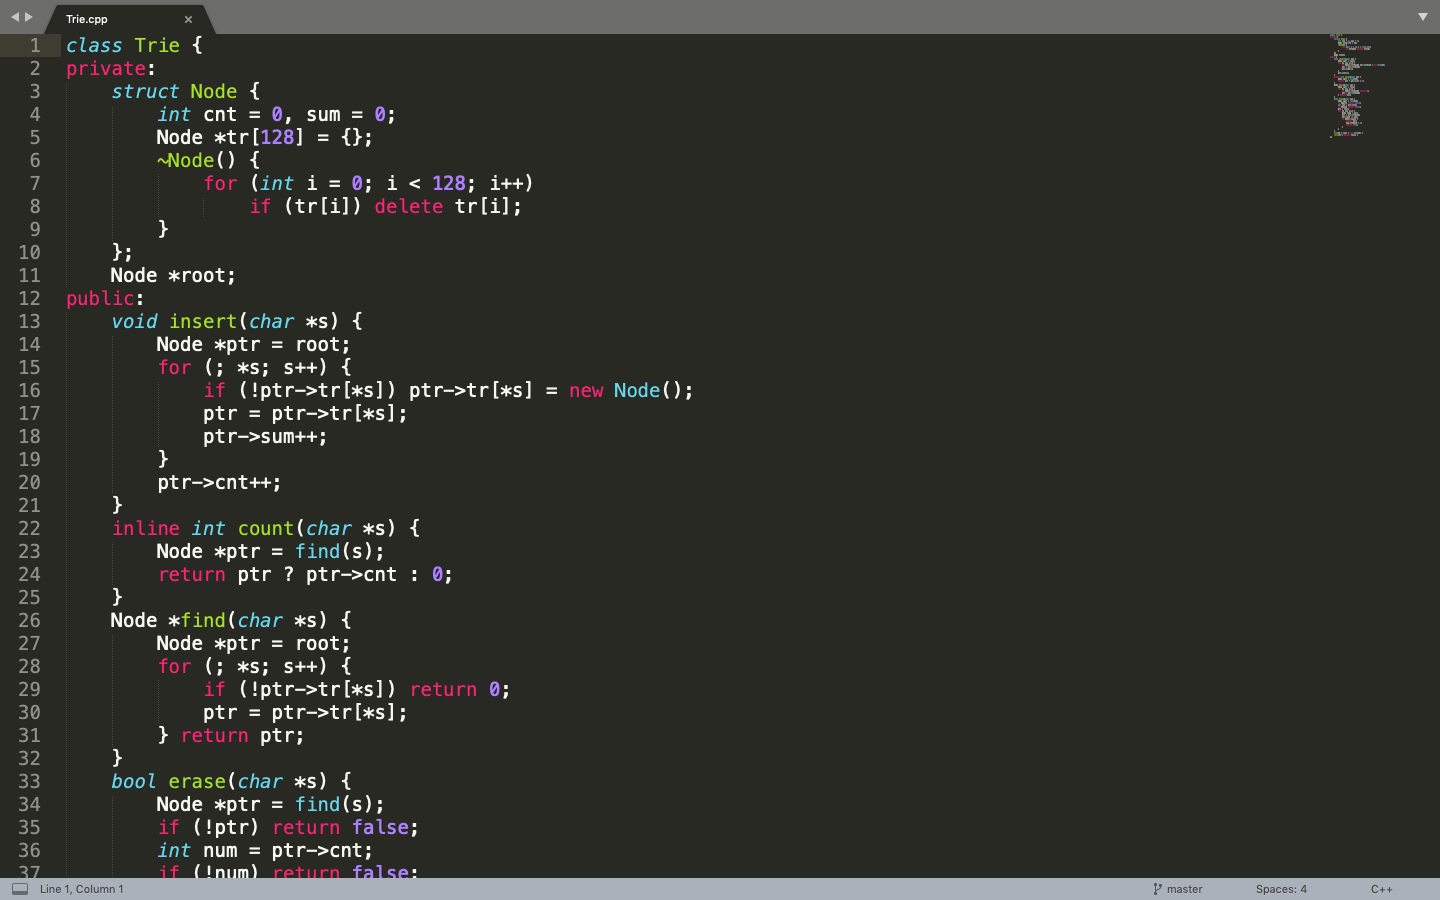 Trie.cpp ×
1 class Trie {
2 private:
3     struct Node {
4         int cnt = 0, sum = 0;
5         Node *tr[128] = {};
6         ~Node() {
7             for (int i = 0; i < 128; i++)
8                 if (tr[i]) delete tr[i];
9         }
10     };
11     Node *root;
12 public:
13     void insert(char *s) {
14         Node *ptr = root;
15         for (; *s; s++) {
16             if (!ptr->tr[*s]) ptr->tr[*s] = new Node();
17             ptr = ptr->tr[*s];
18             ptr->sum++;
19         }
20         ptr->cnt++;
21     }
22     inline int count(char *s) {
23         Node *ptr = find(s);
24         return ptr ? ptr->cnt : 0;
25     }
26     Node *find(char *s) {
27         Node *ptr = root;
28         for (; *s; s++) {
29             if (!ptr->tr[*s]) return 0;
30             ptr = ptr->tr[*s];
31         } return ptr;
32     }
33     bool erase(char *s) {
34         Node *ptr = find(s);
35         if (!ptr) return false;
36         int num = ptr->cnt;
37         if (!num) return false;
Line 1, Column 1 master Spaces: 4 C++